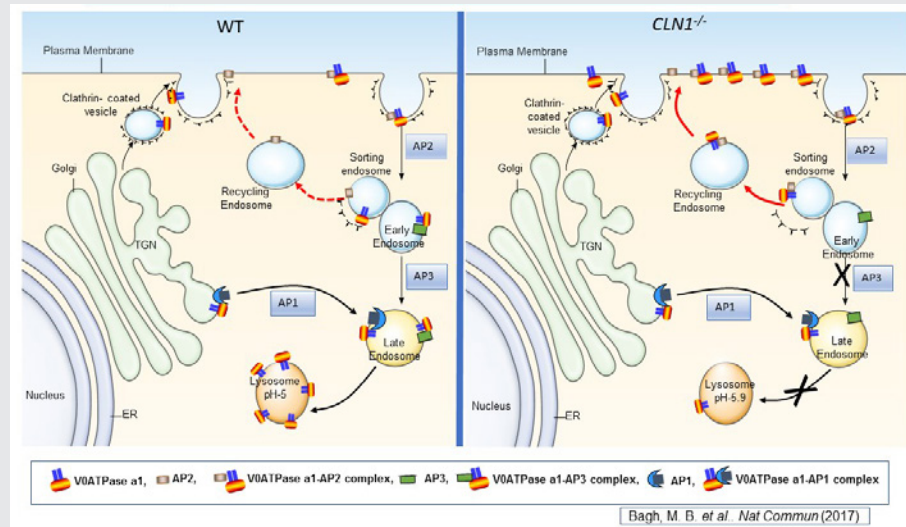 WT
Plasma Membrane
Clathrin- coated
vesicle
Golgi
TGN
Recycling
Endosome
Sorting
endosome
AP2
Early
Endosome
AP3
AP1
Late
Endosome
Lysosome
pH-5
Nucleus
ER
CLN1-/-
Plasma Membrane
Clathrin-
coated
vesicle
Golgi
TGN
Recycling
Endosome
Sorting
endosome
AP2
Early
Endosome
X
AP3
AP1
Late
Endosome
X
Lysosome
pH-5.9
Nucleus
ER
V0ATPase a1, AP2, V0ATPase a1-AP2 complex, AP3, V0ATPase a1-AP3 complex, AP1, V0ATPase a1-AP1 complex
Bagh, M. B. et al.. Nat Commun (2017)